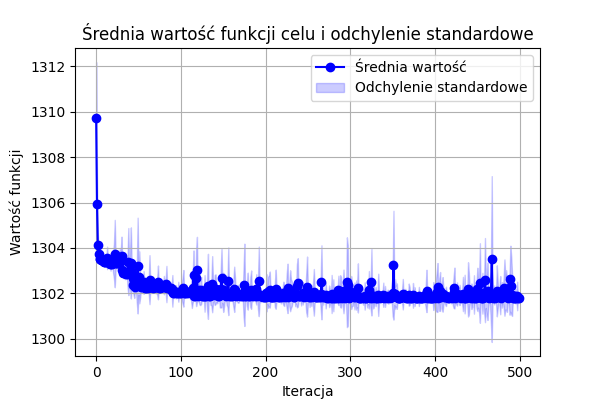 Średnia wartość funkcji celu i odchylenie standardowe
Średnia wartość
Odchylenie standardowe
Wartość funkcji
1312
1310
1308
1306
1304
1302
1300
0 100 200 300 400 500
Iteracja